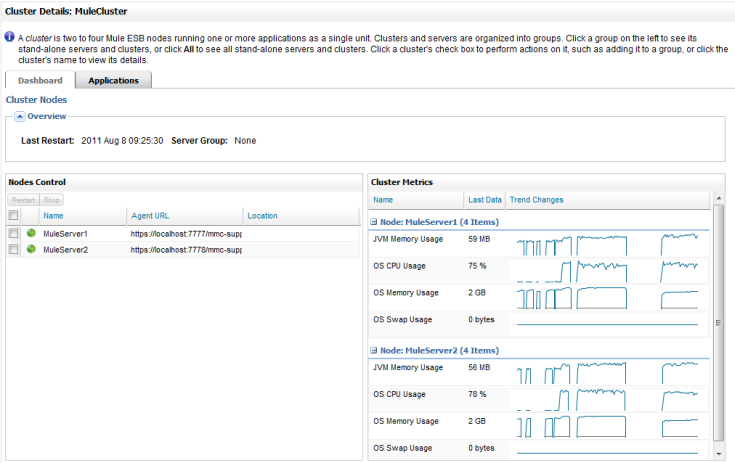 Cluster Details: MuleCluster
A cluster is two to four Mule ESB nodes running one or more applications as a single unit. Clusters and servers are organized into groups. Click a group on the left to see its
stand-alone servers and clusters, or click All to see all stand-alone servers and clusters. Click a cluster's check box to perform actions on it, such as adding it to a group, or click the
cluster's name to view its details.
Dashboard Applications
Cluster Nodes
Overview
Last Restart: 2011 Aug 8 09:25:30 Server Group: None
Nodes Control
Restart Stop
Name Agent URL Location
MuleServer1 https://localhost:7777/mmc-supp
MuleServer2 https://localhost:7778/mmc-supp
Cluster Metrics
Name Last Data Trend Changes
Node: MuleServer1 (4 Items)
JVM Memory Usage 59 MB
OS CPU Usage 75 %
OS Memory Usage 2 GB
OS Swap Usage 0 bytes
Node: MuleServer2 (4 Items)
JVM Memory Usage 56 MB
OS CPU Usage 78 %
OS Memory Usage 2 GB
OS Swap Usage 0 bytes